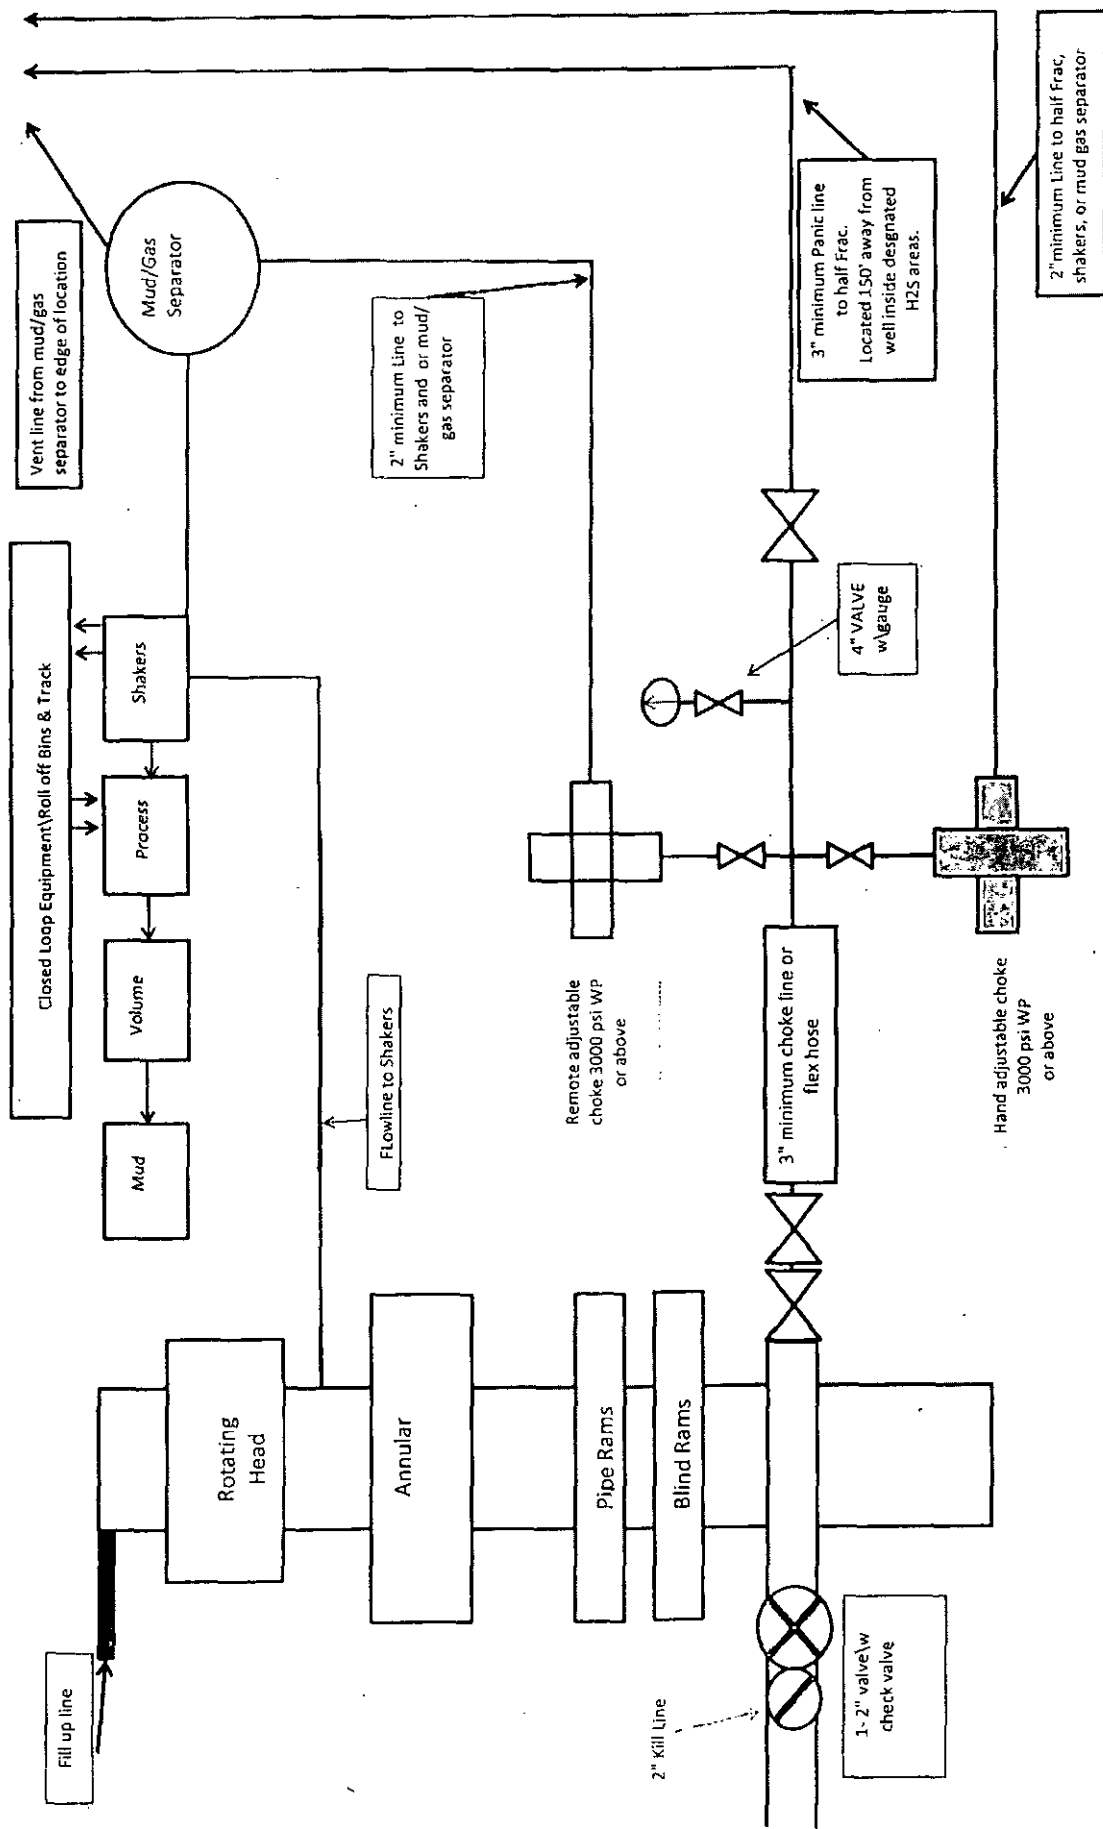 Fill up line
Rotating
Head
Annular
Pipe Rams
Blind Rams
2" Kill Line
1- 2" valve\w
check valve
Closed Loop Equipment\Roll off Bins & Track
Mud
Volume
Process
Shakers
FLowline to Shakers
Vent line from mud/gas
separator to edge of location
Mud/Gas
Separator
2" minimum Line to
Shakers and or mud/
gas separator
Remote adjustable
choke 3000 psi WP
or above
3" minimum choke line or
flex hose
4" VALVE
w\gauge
3" minimum Panic line
to half Frac.
Located 150' away from
well inside desgnated
H2S areas.
Hand adjustable choke
3000 psi WP
or above
2"minimum Line to half Frac,
shakers, or mud gas separator